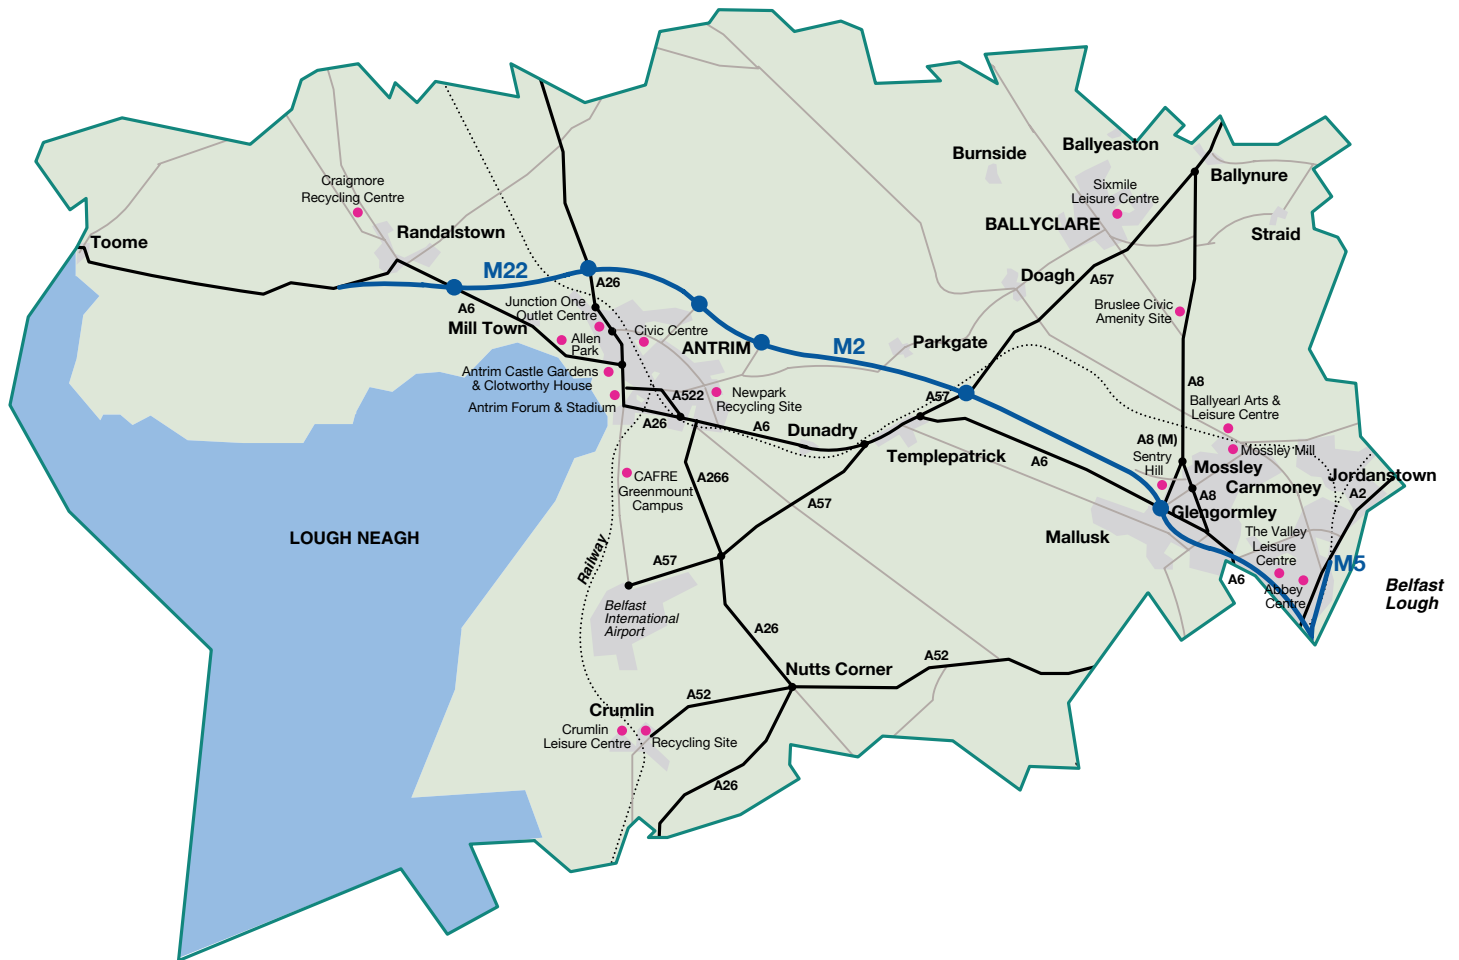 Ballyeaston
Burnside
Ballynure
Craigmore
Recycling Centre
Sixmile
Leisure Centre
BALLYCLARE
Straid
Toome
Randalstown
M22
A26
Doagh
A57
Junction One
Outlet Centre
A6
Bruslee Civic
Amenity Site
Mill Town
Allen
Park
Civic Centre
ANTRIM
M2
Parkgate
Antrim Castle Gardens
& Clotworthy House
Antrim Forum & Stadium
A522
Newpark
Recycling Site
A57
A8
Ballyearl Arts &
Leisure Centre
A26
A6
Dunadry
Templepatrick
A6
A8 (M)
Sentry
Hill
Mossley Mill
Mossley
Jordanstown
CAFRE
Greenmount
Campus
A266
A57
Carnmoney
A8
A2
Glengormley
LOUGH NEAGH
Mallusk
The Valley
Leisure
Centre
Railway
A57
A6
Abbey
Centre
M5
Belfast
Lough
Belfast
International
Airport
A26
Nutts Corner
A52
A52
Crumlin
Crumlin
Leisure Centre
Recycling Site
A26